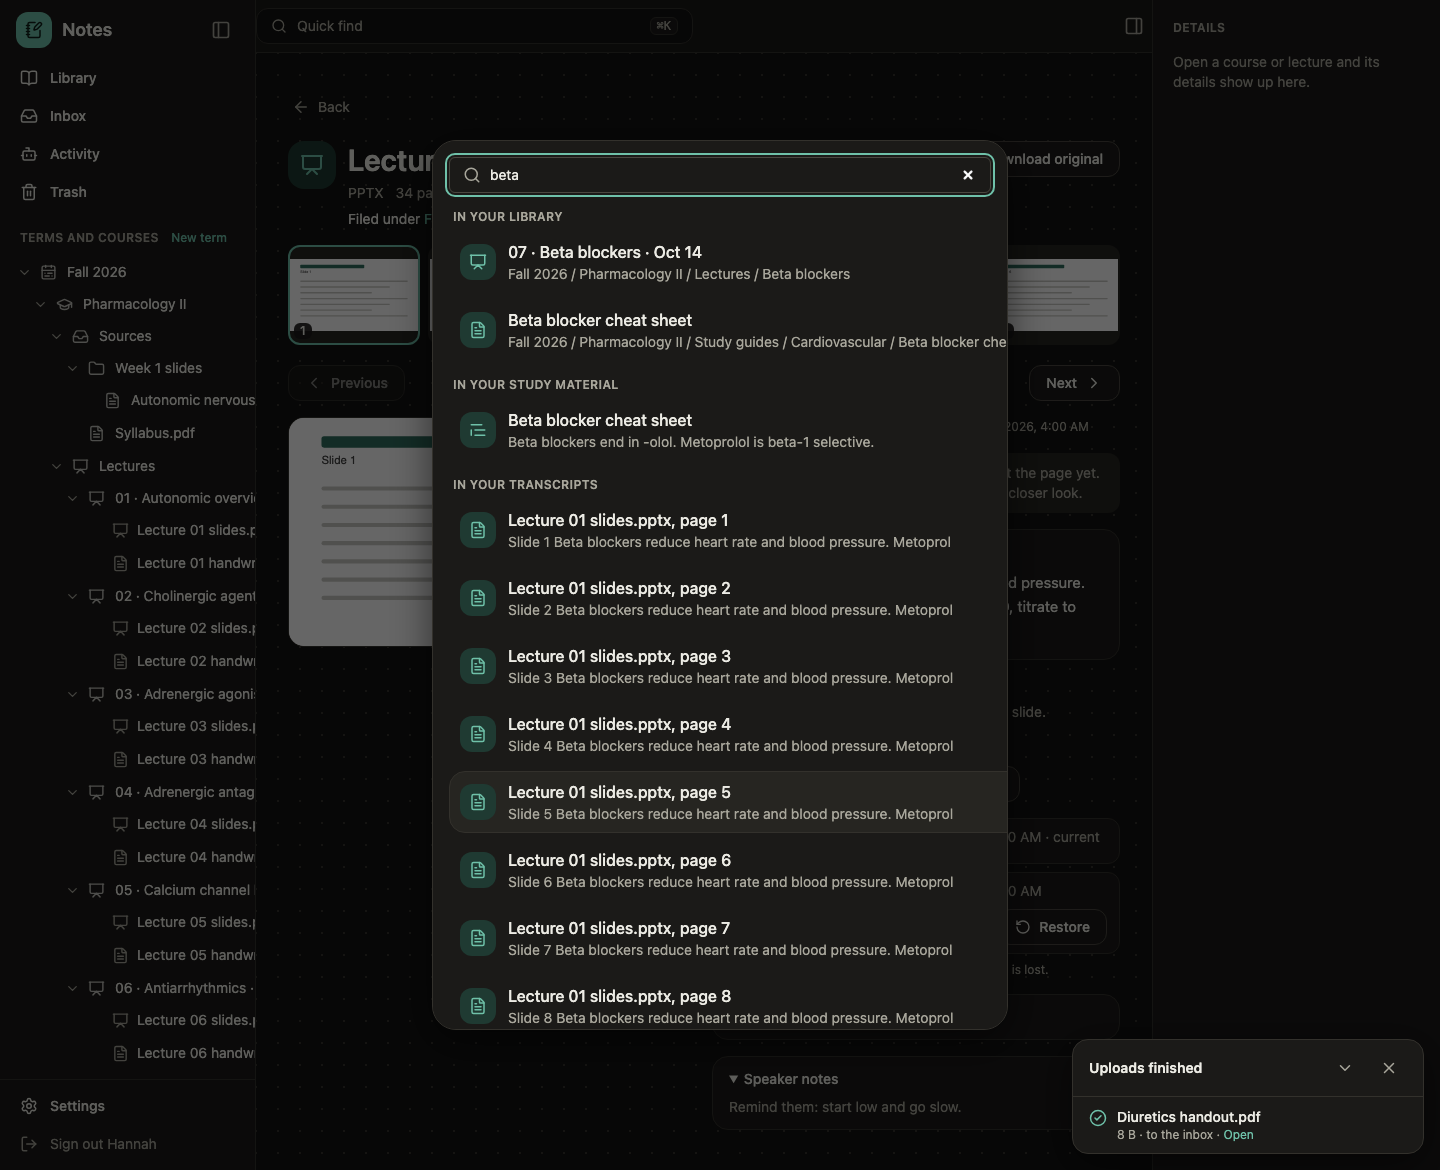 Notes
Quick find
⌘K
DETAILS
Open a course or lecture and its
details show up here.
Library
Inbox
Activity
Trash
TERMS AND COURSES New term
Fall 2026
Pharmacology II
Sources
Week 1 slides
Autonomic nervous
Syllabus.pdf
Lectures
01 · Autonomic overvi
Lecture 01 slides.p
Lecture 01 handwr
02 · Cholinergic agent
Lecture 02 slides.p
Lecture 02 handwr
03 · Adrenergic agonis
Lecture 03 slides.p
Lecture 03 handwr
04 · Adrenergic antag
Lecture 04 slides.p
Lecture 04 handwr
05 · Calcium channel
Lecture 05 slides.p
Lecture 05 handwr
06 · Antiarrhythmics ·
Lecture 06 slides.p
Lecture 06 handwr
Settings
Sign out Hannah
Back
Lectur
wnload original
PPTX 34 pa
Filed under F
1
Previous
Next
Slide 1
2026, 4:00 AM
t the page yet.
closer look.
d pressure.
, titrate to
slide.
0 AM · current
0 AM
Restore
is lost.
▼ Speaker notes
Remind them: start low and go slow.
beta
IN YOUR LIBRARY
07 · Beta blockers · Oct 14
Fall 2026 / Pharmacology II / Lectures / Beta blockers
Beta blocker cheat sheet
Fall 2026 / Pharmacology II / Study guides / Cardiovascular / Beta blocker che
IN YOUR STUDY MATERIAL
Beta blocker cheat sheet
Beta blockers end in -olol. Metoprolol is beta-1 selective.
IN YOUR TRANSCRIPTS
Lecture 01 slides.pptx, page 1
Slide 1 Beta blockers reduce heart rate and blood pressure. Metoprol
Lecture 01 slides.pptx, page 2
Slide 2 Beta blockers reduce heart rate and blood pressure. Metoprol
Lecture 01 slides.pptx, page 3
Slide 3 Beta blockers reduce heart rate and blood pressure. Metoprol
Lecture 01 slides.pptx, page 4
Slide 4 Beta blockers reduce heart rate and blood pressure. Metoprol
Lecture 01 slides.pptx, page 5
Slide 5 Beta blockers reduce heart rate and blood pressure. Metoprol
Lecture 01 slides.pptx, page 6
Slide 6 Beta blockers reduce heart rate and blood pressure. Metoprol
Lecture 01 slides.pptx, page 7
Slide 7 Beta blockers reduce heart rate and blood pressure. Metoprol
Lecture 01 slides.pptx, page 8
Slide 8 Beta blockers reduce heart rate and blood pressure. Metoprol
Uploads finished
Diuretics handout.pdf
8 B · to the inbox · Open